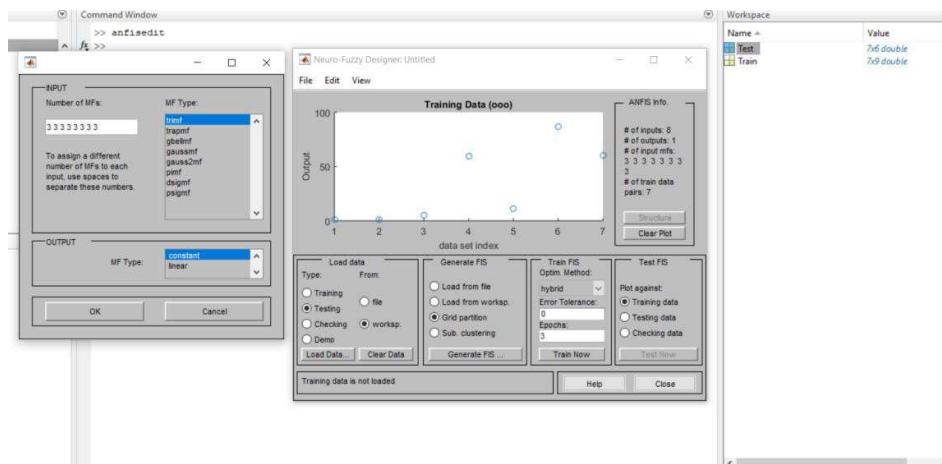 Command Window
>> anfisedit
fx >>
Workspace
Name
Value
Test
7x6 double
Train
7x9 double
INPUT
Number of MFs:
3 3 3 3 3 3 3 3
To assign a different
number of MFs to each
input, use spaces to
separate these numbers.
MF Type:
trimf
trapmf
gbellmf
gaussmf
gauss2mf
pimf
dsigmf
psigmf
OUTPUT
MF Type:
constant
linear
OK
Cancel
Neuro-Fuzzy Designer: Untitled
File Edit View
Training Data (ooo)
100
50
0
Output
1 2 3 4 5 6 7
data set index
ANFIS Info.
# of inputs: 8
# of outputs: 1
# of input mfs:
3 3 3 3 3 3 3
3
# of train data
pairs: 7
Structure
Clear Plot
Load data
Type:
From:
Training
Testing
Checking
Demo
file
worksp.
Load Data...
Clear Data
Generate FIS
Load from file
Load from worksp.
Grid partition
Sub. clustering
Generate FIS ...
Train FIS
Optim. Method:
hybrid
Error Tolerance:
0
Epochs:
3
Train Now
Test FIS
Plot against:
Training data
Testing data
Checking data
Test Now
Training data is not loaded
Help
Close